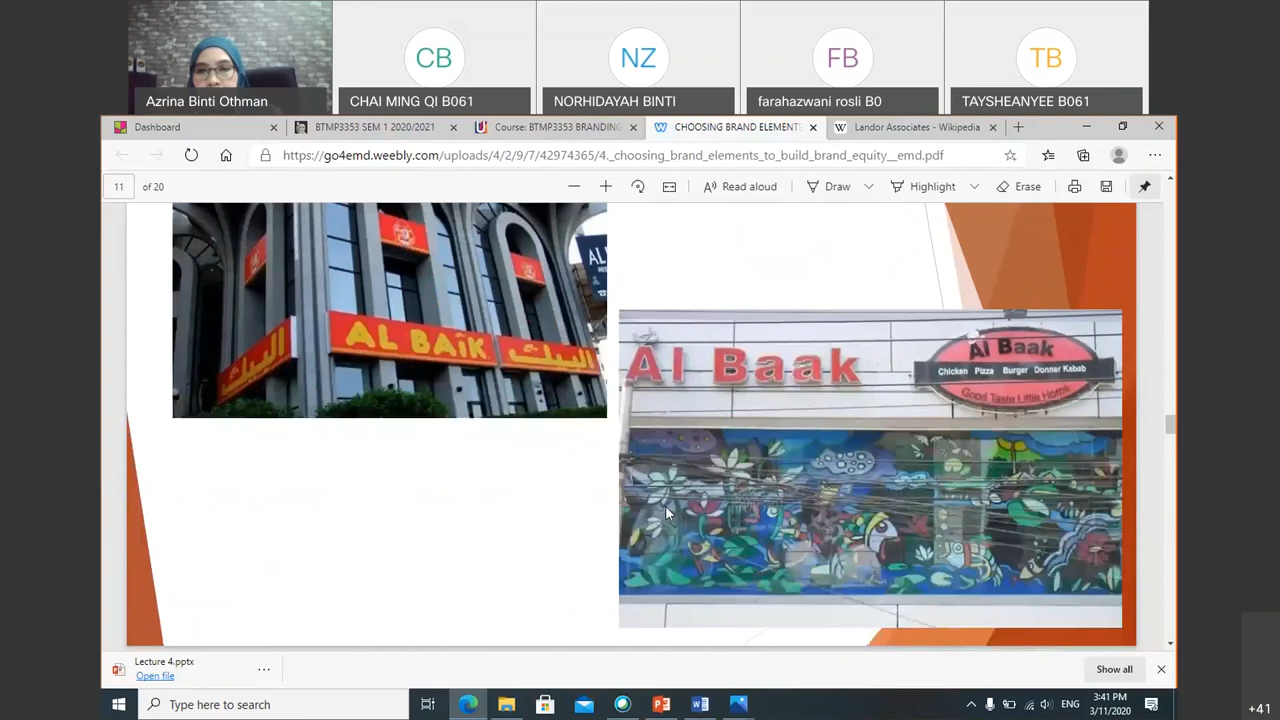 CB
NZ
FB
TB
Azrina Binti Othman
CHAI MING QI B061
NORHIDAYAH BINTI
farahazwani rosli B0
TAYSHEANYEE B061
Dashboard
BTMP3353 SEM 1 2020/2021
Course: BTMP3353 BRANDING
CHOOSING BRAND ELEMENTS
Landor Associates - Wikipedia
https://go4emd.weebly.com/uploads/4/2/9/7/42974365/4._choosing_brand_elements_to_build_brand_equity__emd.pdf
11 of 20
Read aloud
Draw
Highlight
Erase
AL
AL BAiK
البيك
البيك
Al Baak
Al Baak
Chicken Pizza Burger Donner Kabab
Good Taste Little Home
Lecture 4.pptx
Open file
Show all
Type here to search
ENG
3:41 PM
3/11/2020
+41